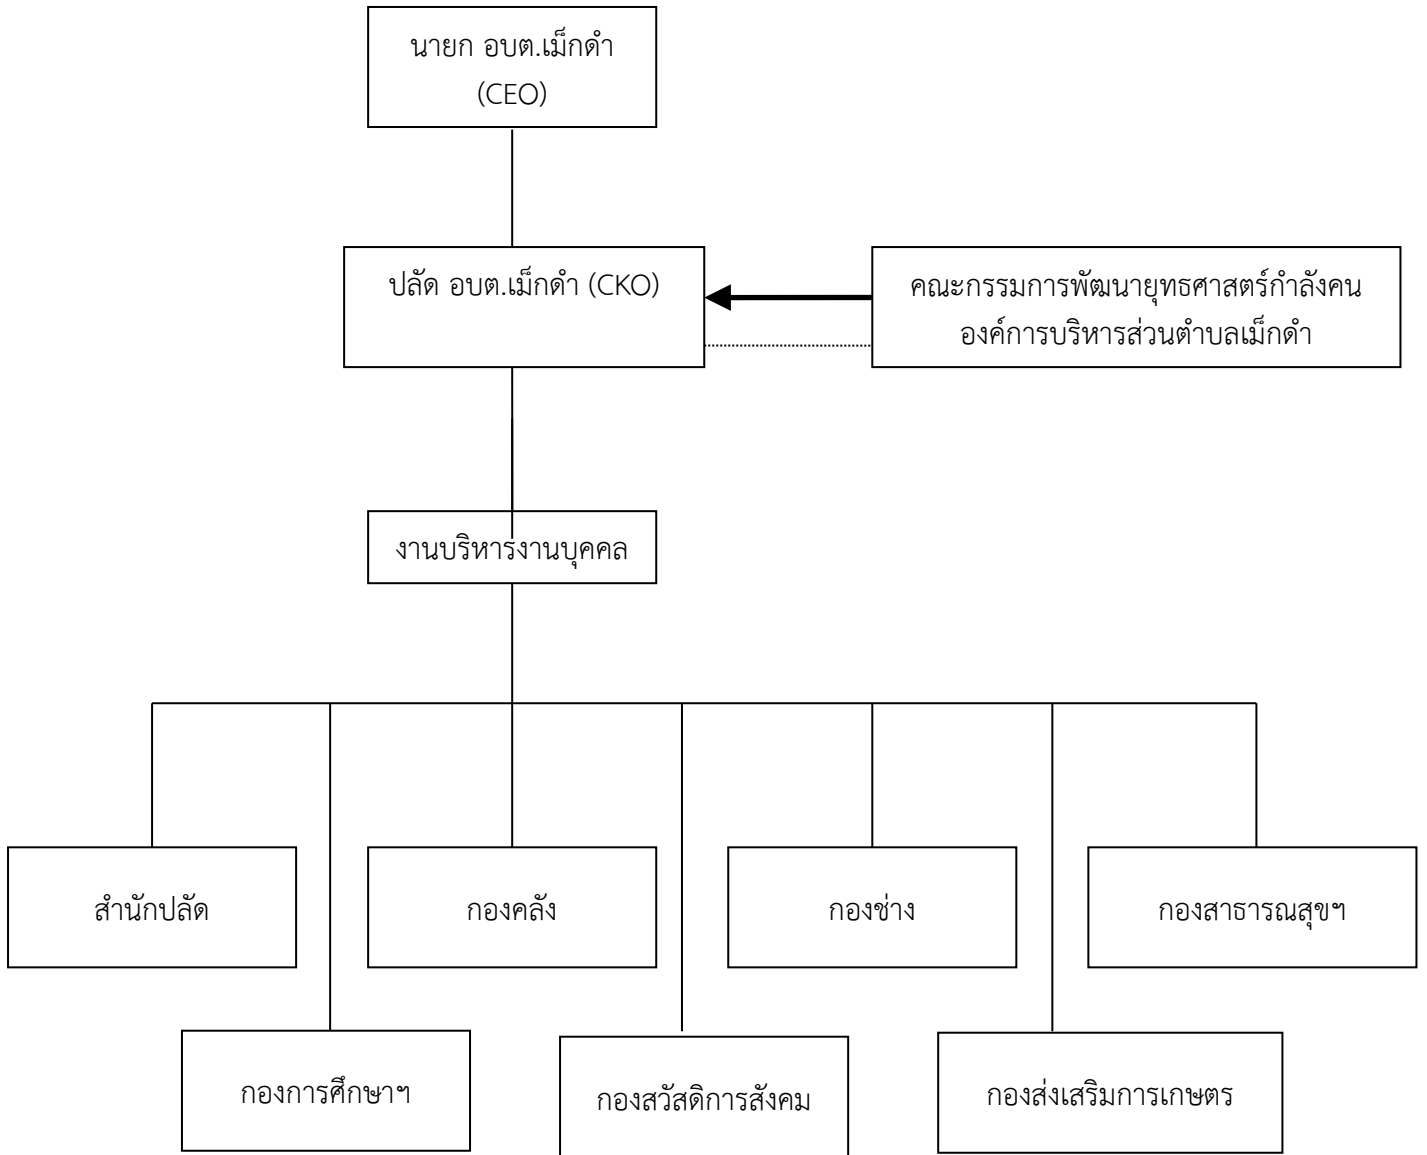 นายก อบต.เม็กดำ
(CEO)
ปลัด อบต.เม็กดำ (CKO)
คณะกรรมการพัฒนายุทธศาสตร์กำลังคน
องค์การบริหารส่วนตำบลเม็กดำ
งานบริหารงานบุคคล
สำนักปลัด
กองคลัง
กองช่าง
กองสาธารณสุขฯ
กองการศึกษาฯ
กองสวัสดิการสังคม
กองส่งเสริมการเกษตร